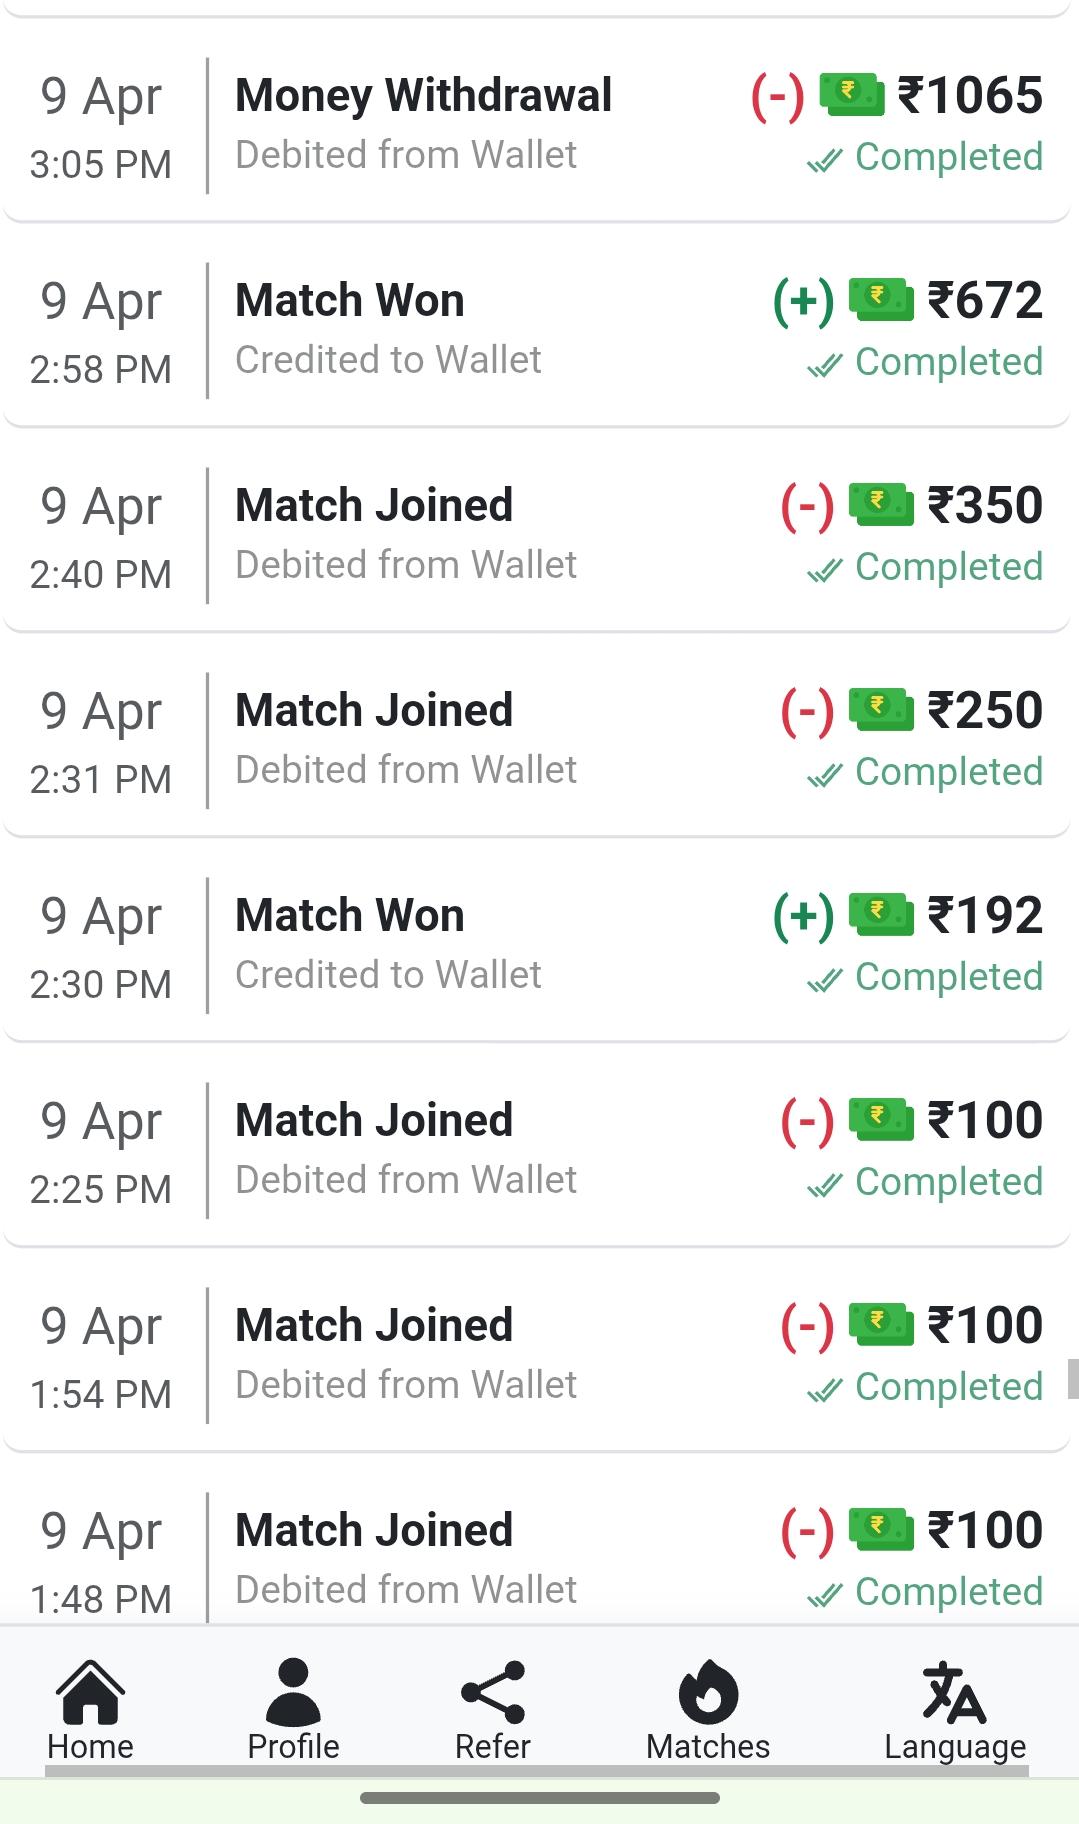 9 Apr
Money Withdrawal
(-) ₹1065
3:05 PM
Debited from Wallet
Completed
9 Apr
Match Won
(+) ₹672
2:58 PM
Credited to Wallet
Completed
9 Apr
Match Joined
(-) ₹350
2:40 PM
Debited from Wallet
Completed
9 Apr
Match Joined
(-) ₹250
2:31 PM
Debited from Wallet
Completed
9 Apr
Match Won
(+) ₹192
2:30 PM
Credited to Wallet
Completed
9 Apr
Match Joined
(-) ₹100
2:25 PM
Debited from Wallet
Completed
9 Apr
Match Joined
(-) ₹100
1:54 PM
Debited from Wallet
Completed
9 Apr
Match Joined
(-) ₹100
1:48 PM
Debited from Wallet
Completed
Home
Profile
Refer
Matches
Language